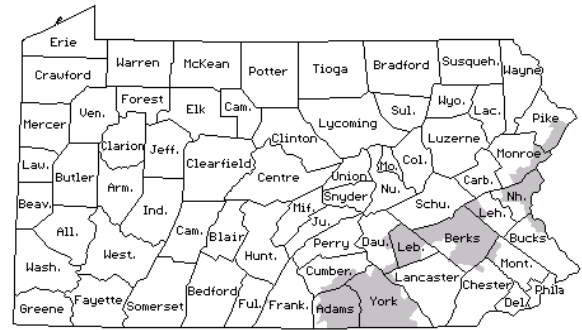 Erie
Crawford
Warren
McKean
Potter
Tioga
Bradford
Susqueh.
Wayne
Mercer
Ven.
Forest
Elk
Cam.
Clinton
Lycoming
Sul.
Wyo.
Lac.
Pike
Law.
Butler
Clarion
Jeff.
Clearfield
Centre
Union
Snyder
Mo.
Nu.
Col.
Luzerne
Monroe
Carb.
Beav.
Arm.
Ind.
Cam.
Blair
Hunt.
Mif.
Ju.
Perry
Dau.
Schu.
Leb.
Berks
Leh.
Nh.
Bucks
All.
Wash.
West.
Greene
Fayette
Somerset
Bedford
Ful.
Frank.
Cumber.
Adams
York
Lancaster
Chester
Mont.
Del.
Phila